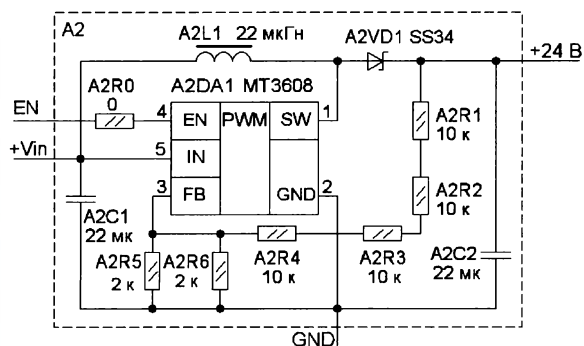 A2
A2L1 22 мкГн
A2VD1 SS34
+24 В
A2R0
0
A2DA1 MT3608
EN
4
EN
PWM
SW
1
A2R1
10 к
+Vin
5
IN
3
FB
GND
2
A2R2
10 к
A2C1
22 мк
A2R5
2 к
A2R6
2 к
A2R4
10 к
A2R3
10 к
A2C2
22 мк
GND